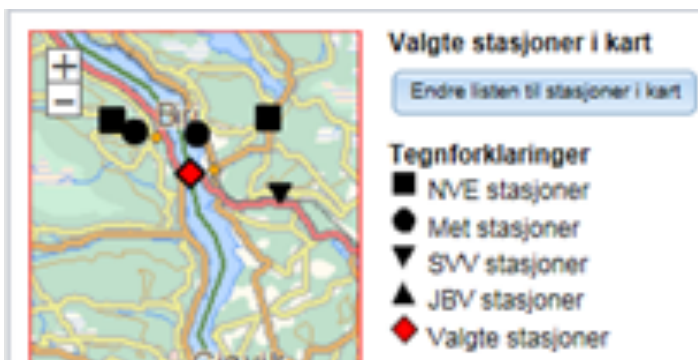 Valgte stasjoner i kart
Endre listen til stasjoner i kart
Tegnforklaringer
NVE stasjoner
Met stasjoner
SVV stasjoner
JBV stasjoner
Valgte stasjoner
+
−